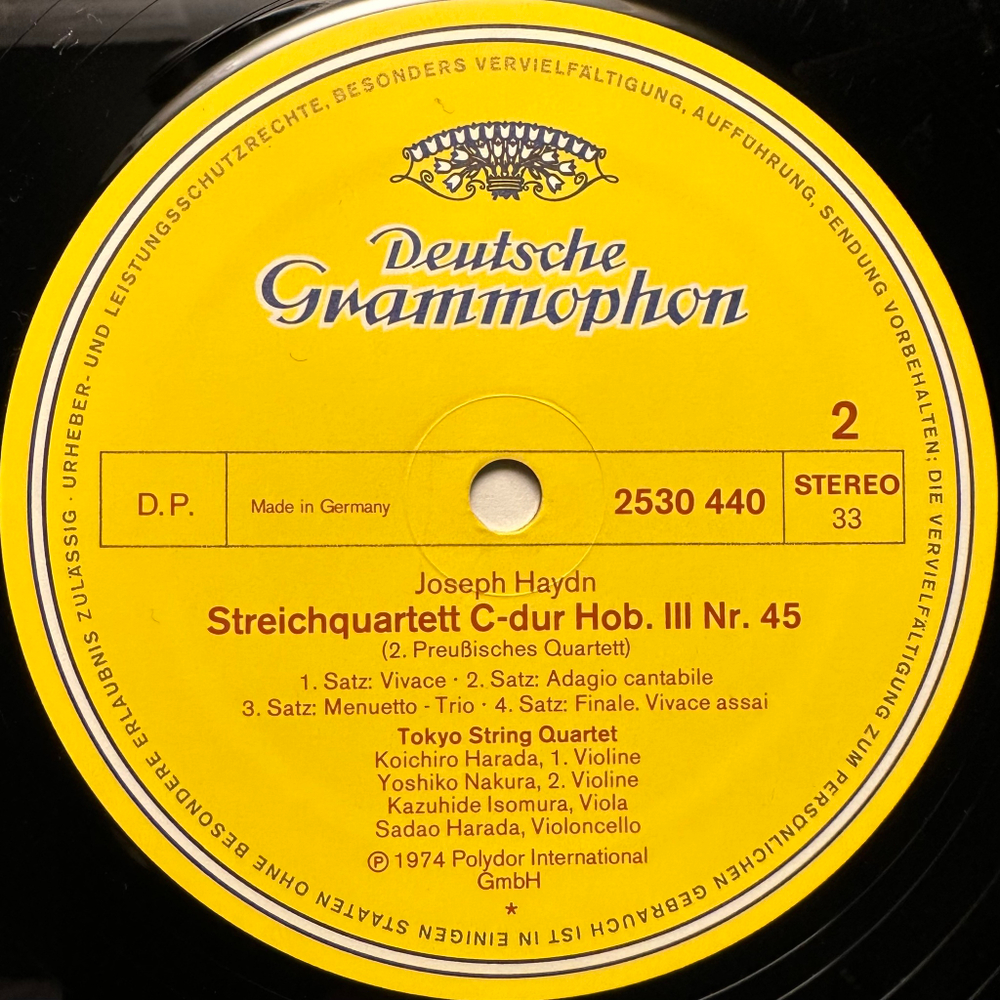 URHEBER- UND LEISTUNGSSCHUTZRECHTE, BESONDERS VERVIELFÄLTIGUNG, AUFFÜHRUNG, SENDUNG VORBEHALTEN; DIE VERVIELFÄLTIGUNG ZUM PERSÖNLICHEN GEBRAUCH IST IN EINIGEN STAATEN OHNE BESONDERE ERLAUBNIS ZULÄSSIG ·
Deutsche
Grammophon
2
D.P.
Made in Germany
2530 440
STEREO
33
Joseph Haydn
Streichquartett C-dur Hob. III Nr. 45
(2. Preußisches Quartett)
1. Satz: Vivace · 2. Satz: Adagio cantabile
3. Satz: Menuetto - Trio · 4. Satz: Finale. Vivace assai
Tokyo String Quartet
Koichiro Harada, 1. Violine
Yoshiko Nakura, 2. Violine
Kazuhide Isomura, Viola
Sadao Harada, Violoncello
℗ 1974 Polydor International
GmbH
*